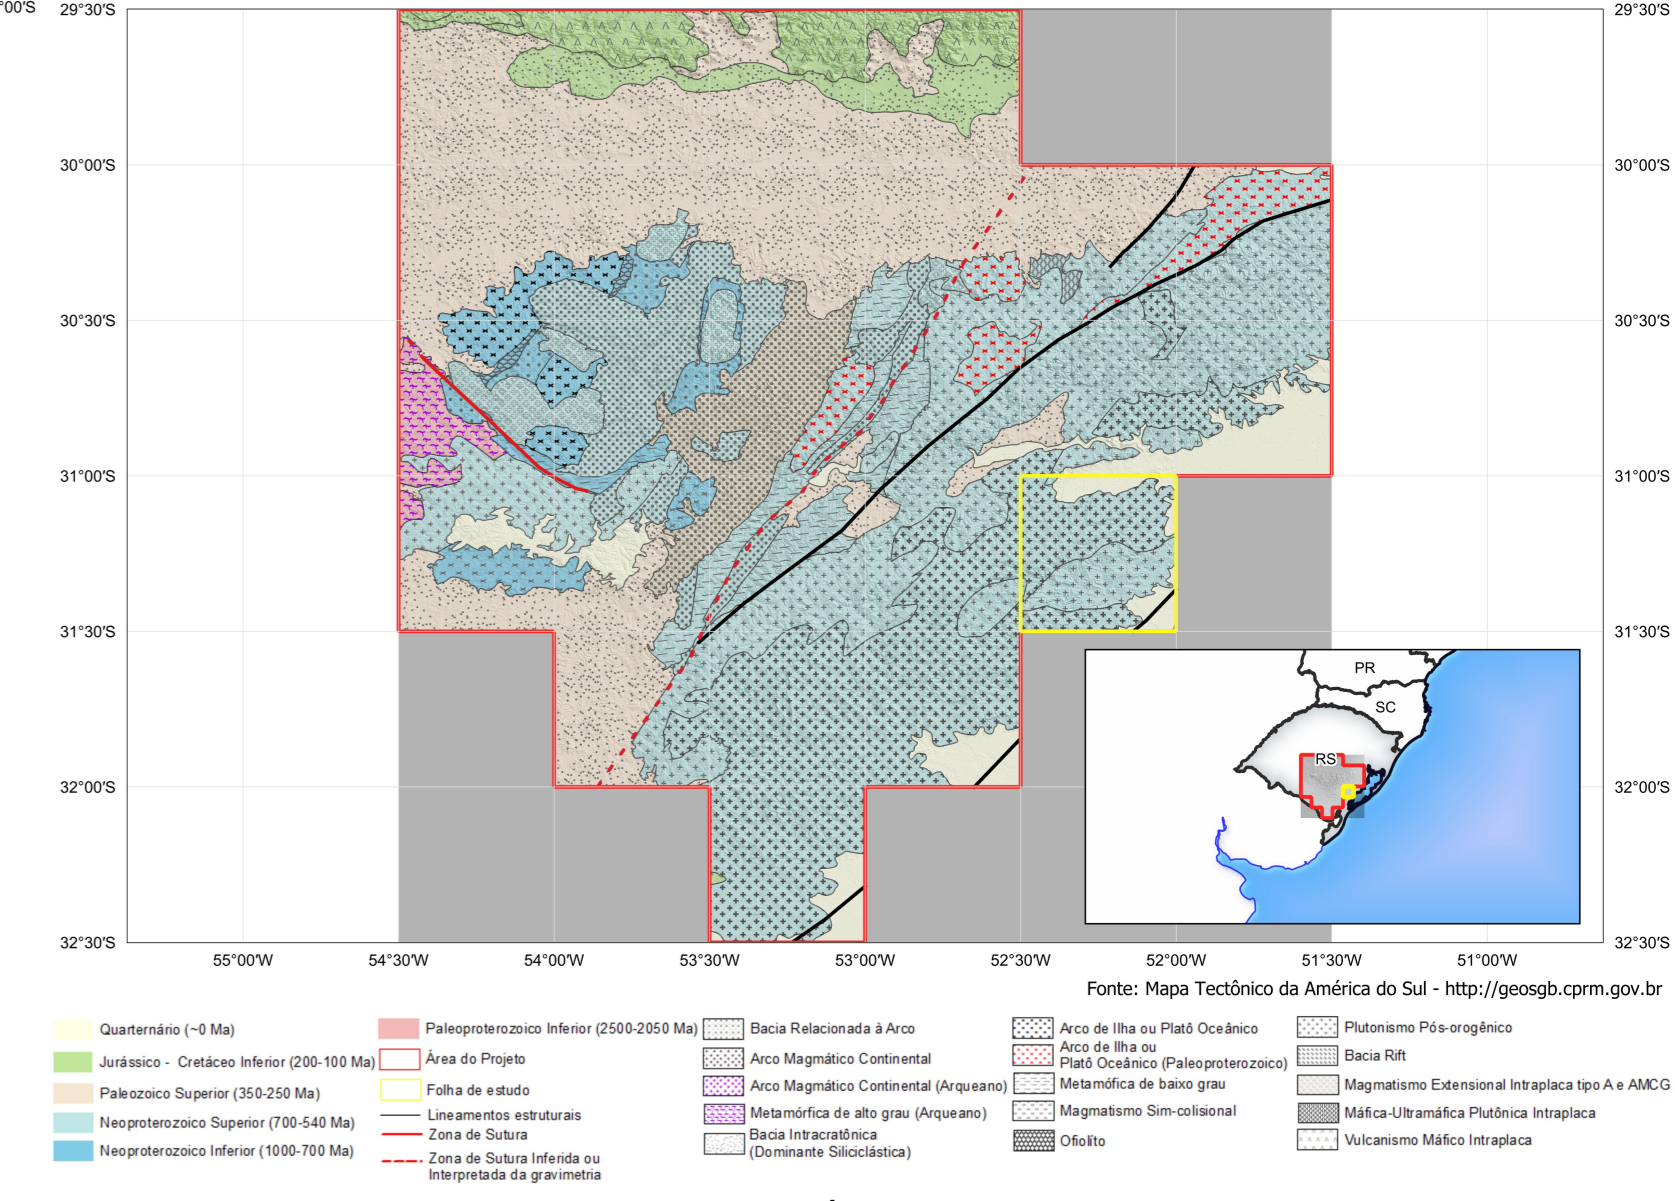 °00'S
29°30'S
29°30'S
30°00'S
30°00'S
30°30'S
30°30'S
31°00'S
31°00'S
31°30'S
31°30'S
PR
SC
RS
32°00'S
32°00'S
32°30'S
32°30'S
55°00'W
54°30'W
54°00'W
53°30'W
53°00'W
52°30'W
52°00'W
51°30'W
51°00'W
Fonte: Mapa Tectônico da América do Sul - http://geosgb.cprm.gov.br
Quarternário (~0 Ma)
Jurássico - Cretáceo Inferior (200-100 Ma)
Paleozoico Superior (350-250 Ma)
Neoproterozoico Superior (700-540 Ma)
Neoproterozoico Inferior (1000-700 Ma)
Paleoproterozoico Inferior (2500-2050 Ma)
Área do Projeto
Folha de estudo
Lineamentos estruturais
Zona de Sutura
Zona de Sutura Inferida ou
Interpretada da gravimetria
Bacia Relacionada à Arco
Arco Magmático Continental
Arco Magmático Continental (Arqueano)
Metamórfica de alto grau (Arqueano)
Bacia Intracratônica
(Dominante Siliciclástica)
Arco de Ilha ou Platô Oceânico
Arco de Ilha ou
Platô Oceânico (Paleoproterozoico)
Metamófica de baixo grau
Magmatismo Sim-colisional
Ofiolíto
Plutonismo Pós-orogênico
Bacia Rift
Magmatismo Extensional Intraplaca tipo A e AMCG
Máfica-Ultramáfica Plutônica Intraplaca
Vulcanismo Máfico Intraplaca